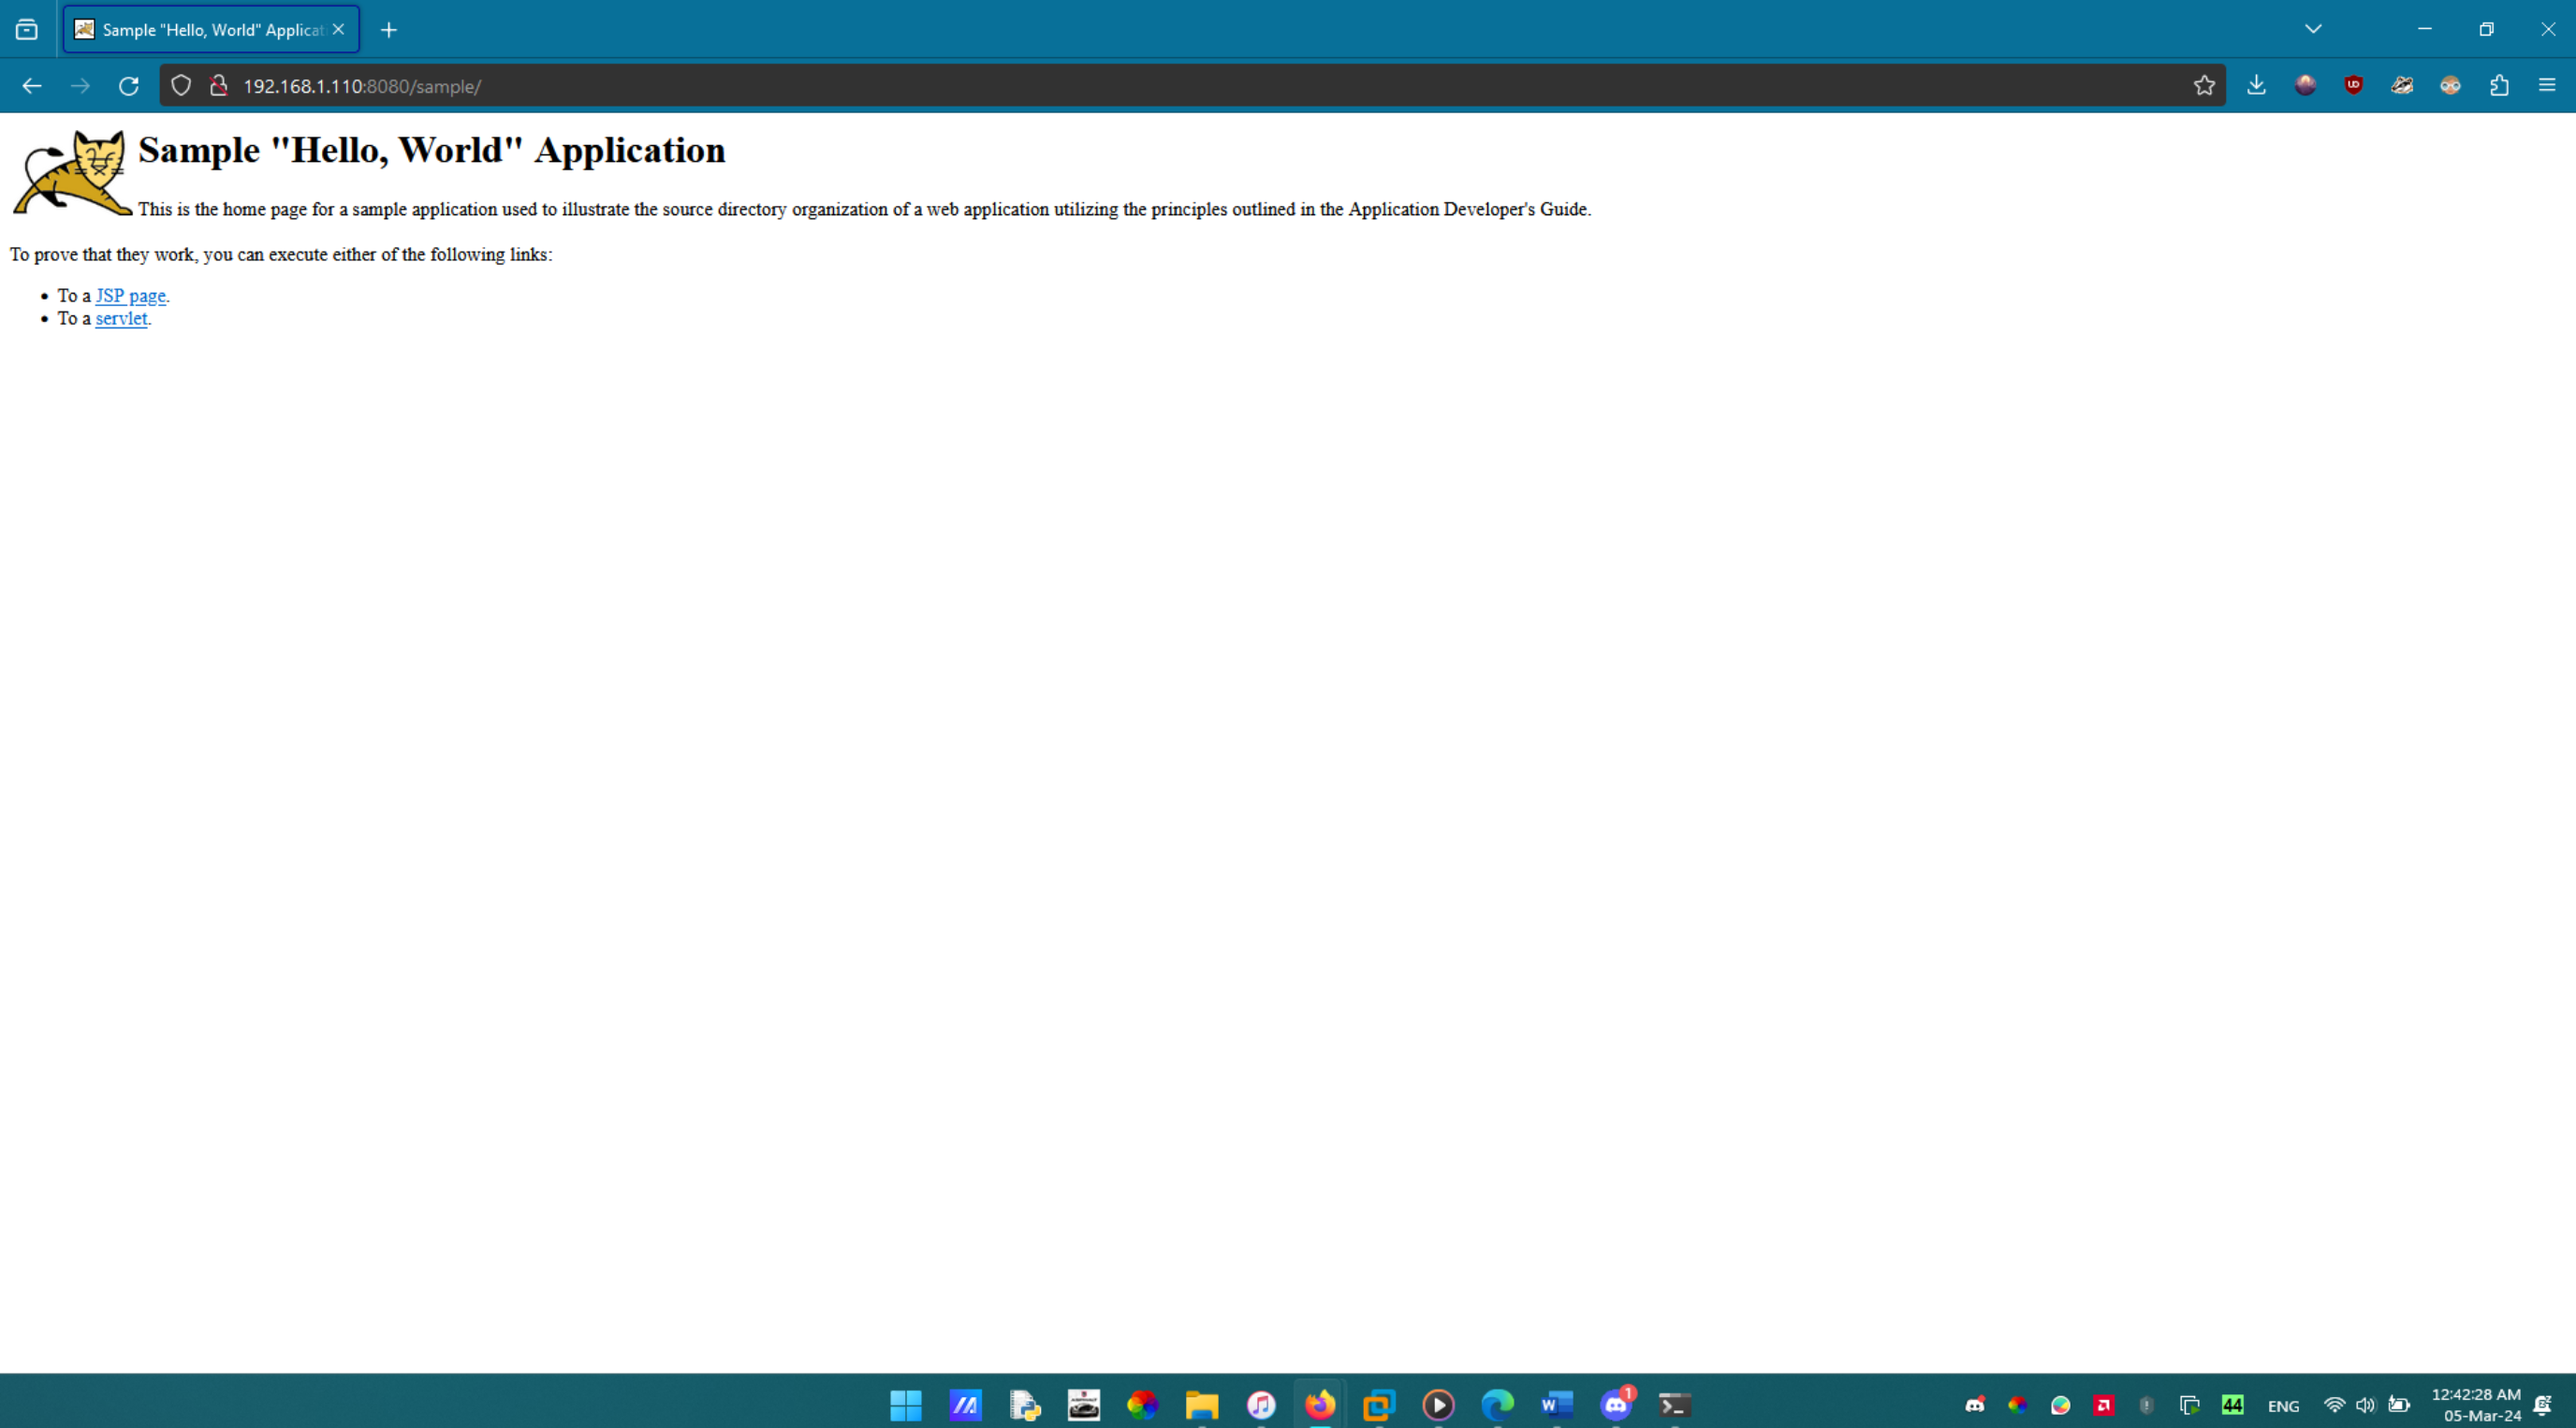 Sample "Hello, World" Applicat
192.168.1.110:8080/sample/
Sample "Hello, World" Application
This is the home page for a sample application used to illustrate the source directory organization of a web application utilizing the principles outlined in the Application Developer's Guide.
To prove that they work, you can execute either of the following links:
• To a JSP page.
• To a servlet.
1
44
ENG
12:42:28 AM
05-Mar-24